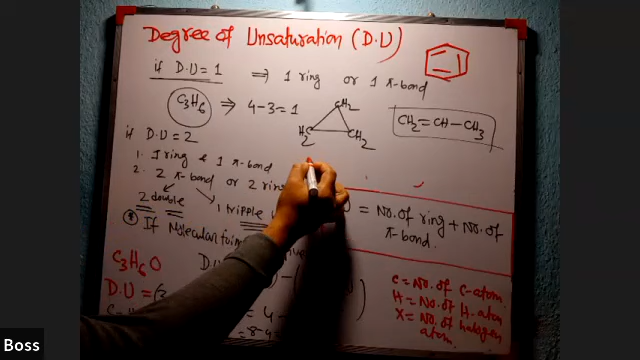 Degree of Unsaturation (D.U)
if D.U = 1 ⇒ 1 ring or 1 π-bond
C3H6 ⇒ 4-3=1
CH2
H2C CH2
CH2=CH-CH3
if D.U = 2
1. 1 ring & 1 π-bond
2. 2 π-bond or 2 rin
2 double
1 tripple
= No. of ring + No. of
π-bond.
* If Molecular
C3H6O
D.U =
= 4 -
C = No. of C-atom.
H = No. of H-atom
X = No. of halogen
atom.
Boss